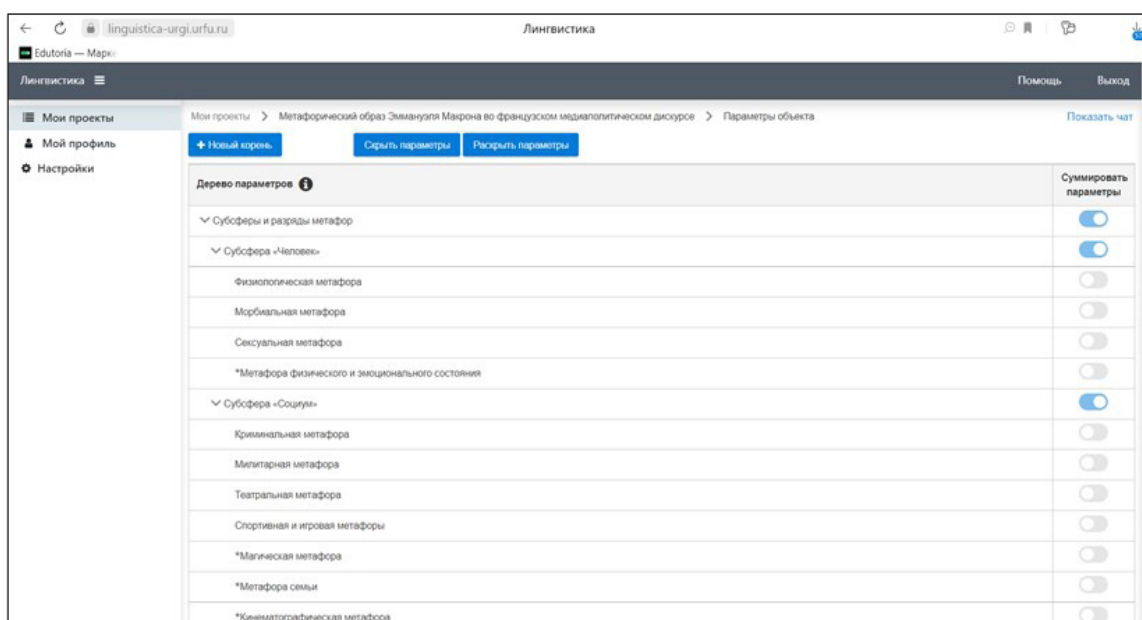 linguistica-urgi.urfu.ru
Лингвистика
Edutoria — Марке
Лингвистика
Помощь
Выход
Мои проекты
Мой профиль
Настройки
Мои проекты > Метафорический образ Эммануэля Макрона во французском медиаполитическом дискурсе > Параметры объекта
Показать чат
+ Новый корень
Скрыть параметры
Раскрыть параметры
Дерево параметров
Суммировать
параметры
Субсферы и разряды метафор
Субсфера «Человек»
Физиологическая метафора
Морбиальная метафора
Сексуальная метафора
*Метафора физического и эмоционального состояния
Субсфера «Социум»
Криминальная метафора
Милитарная метафора
Театральная метафора
Спортивная и игровая метафоры
*Магическая метафора
*Метафора семьи
*Кинематографическая метафора